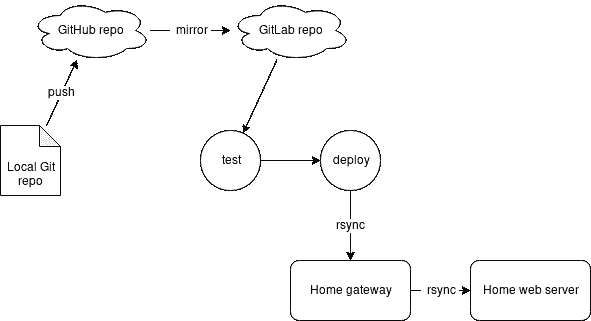 GitHub repo
mirror
GitLab repo
push
Local Git
repo
test
deploy
rsync
Home gateway
rsync
Home web server